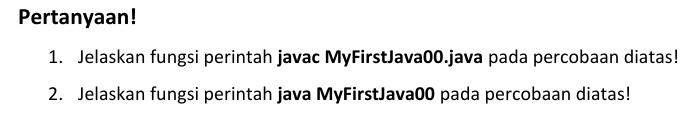 Pertanyaan!
1. Jelaskan fungsi perintah javac MyFirstJava00.java pada percobaan diatas!
2. Jelaskan fungsi perintah java MyFirstJava00 pada percobaan diatas!